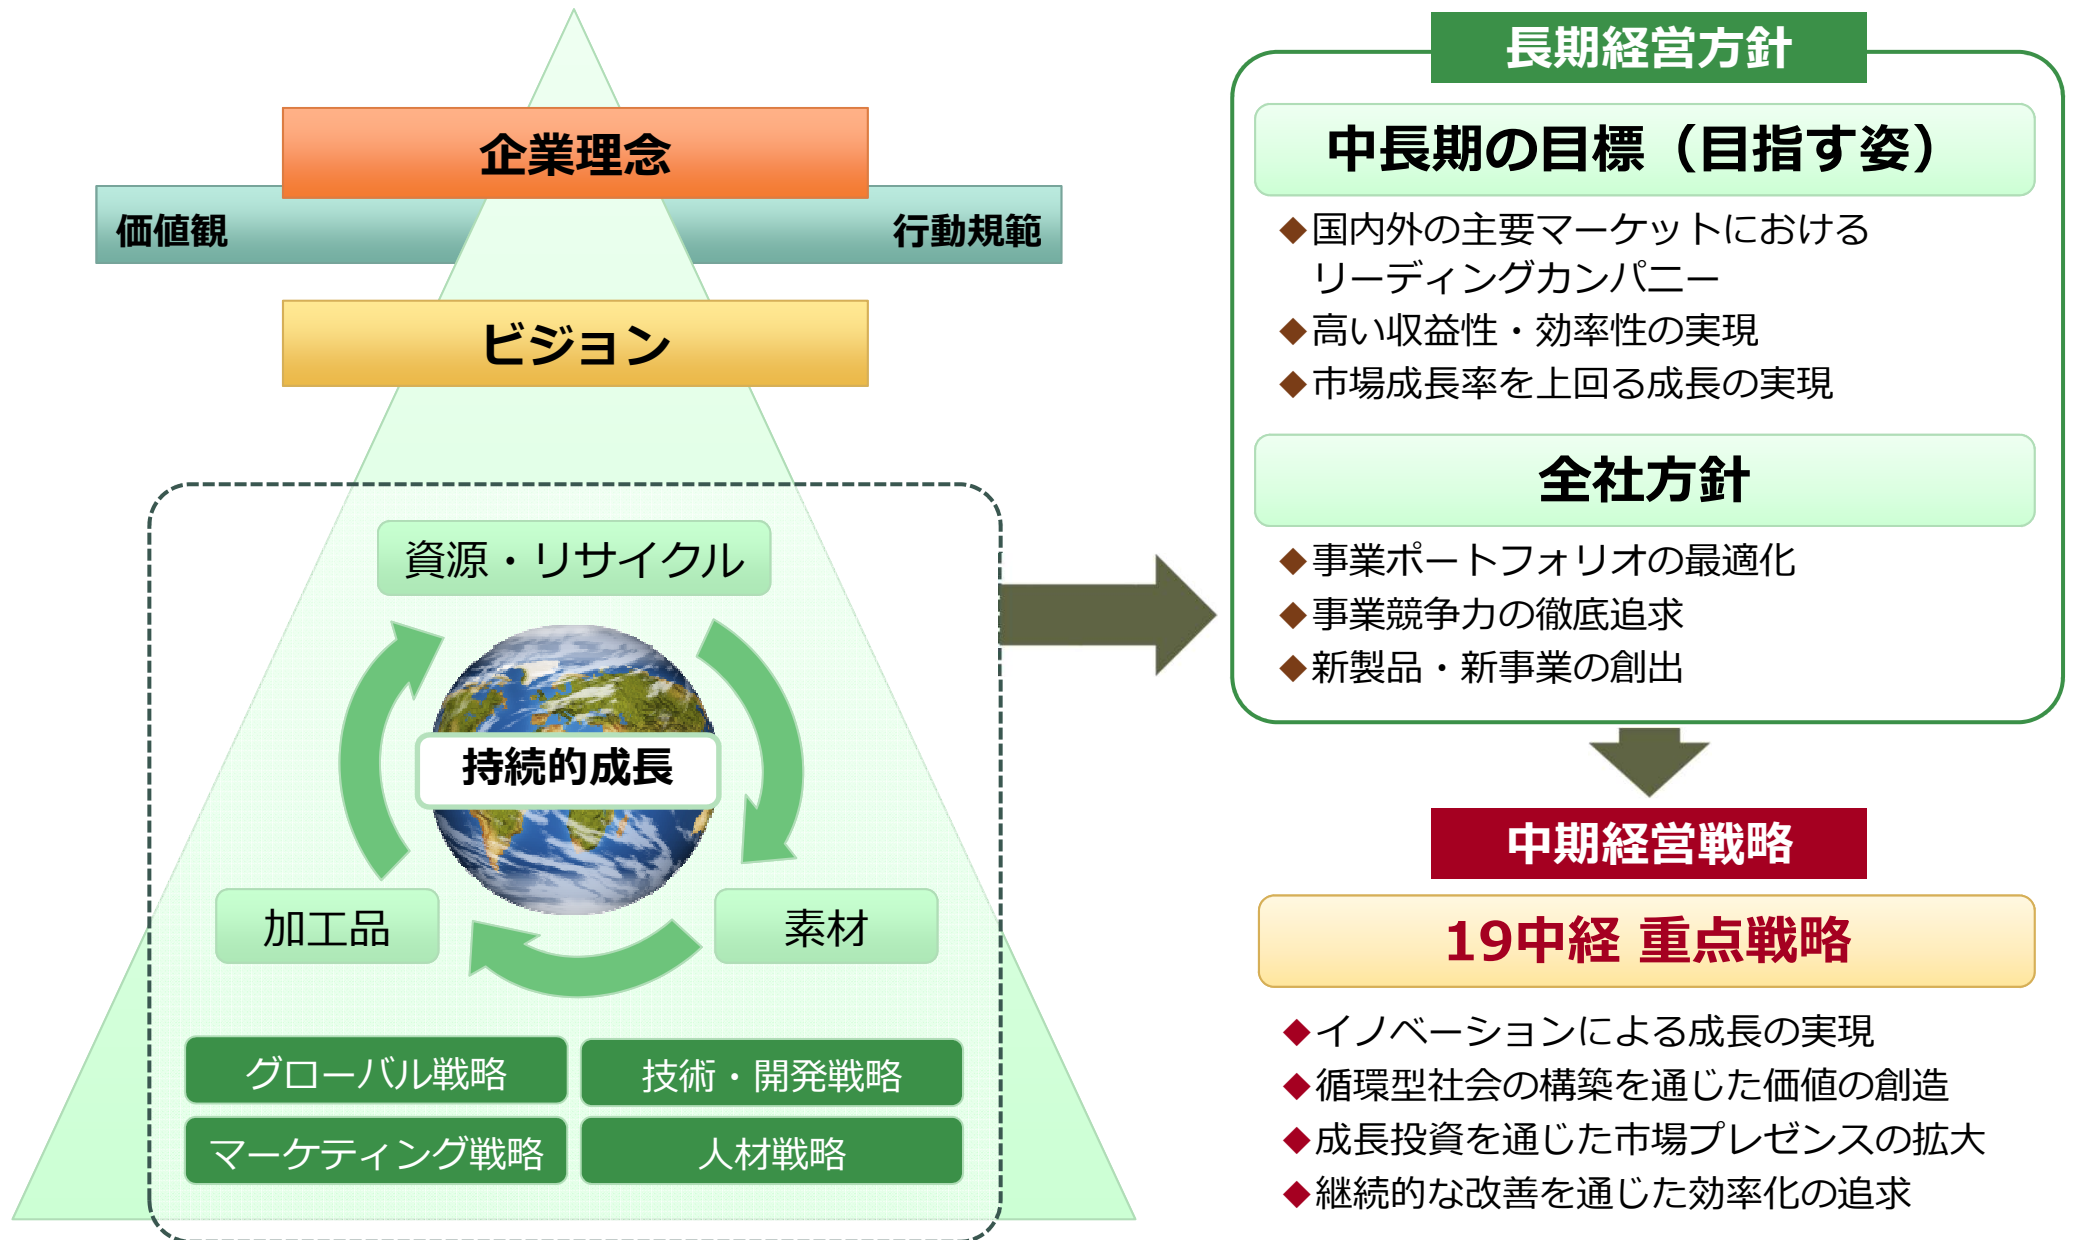 企業理念
価値観
行動規範
ビジョン
資源・リサイクル
持続的成長
加工品
素材
グローバル戦略
技術・開発戦略
マーケティング戦略
人材戦略
長期経営方針
中長期の目標（目指す姿）
◆国内外の主要マーケットにおける
リーディングカンパニー
◆高い収益性・効率性の実現
◆市場成長率を上回る成長の実現
全社方針
◆事業ポートフォリオの最適化
◆事業競争力の徹底追求
◆新製品・新事業の創出
中期経営戦略
19中経 重点戦略
◆イノベーションによる成長の実現
◆循環型社会の構築を通じた価値の創造
◆成長投資を通じた市場プレゼンスの拡大
◆継続的な改善を通じた効率化の追求